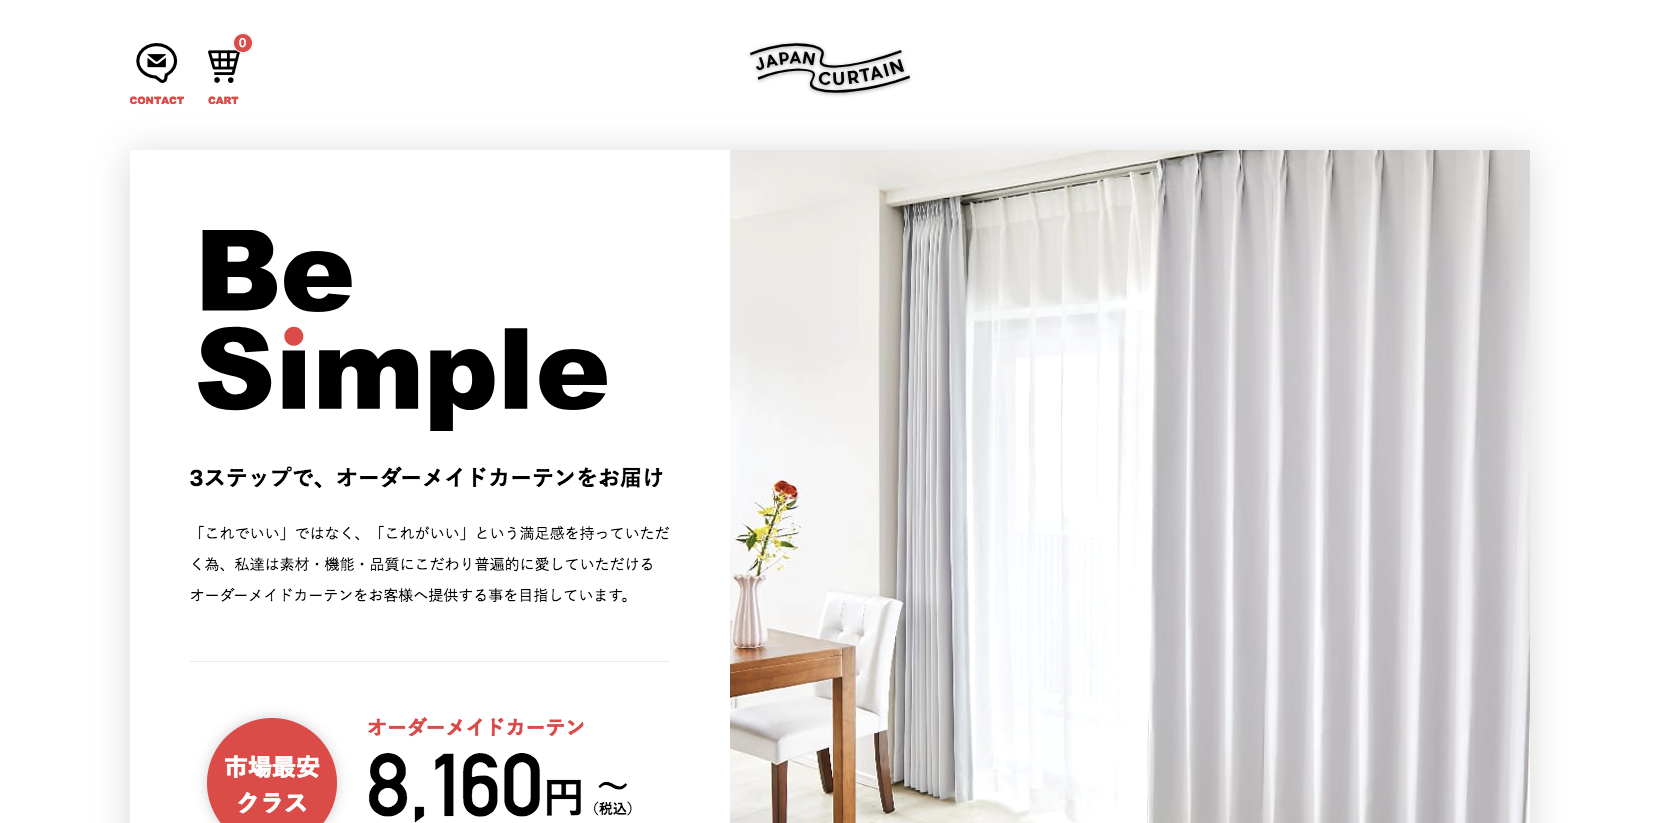 0
CONTACT
CART
JAPAN
CURTAIN
Be
Simple
3ステップで、オーダーメイドカーテンをお届け
「これでいい」ではなく、「これがいい」という満足感を持っていただ
く為、私達は素材・機能・品質にこだわり普遍的に愛していただける
オーダーメイドカーテンをお客様へ提供する事を目指しています。
市場最安
クラス
オーダーメイドカーテン
8,160円〜
（税込）